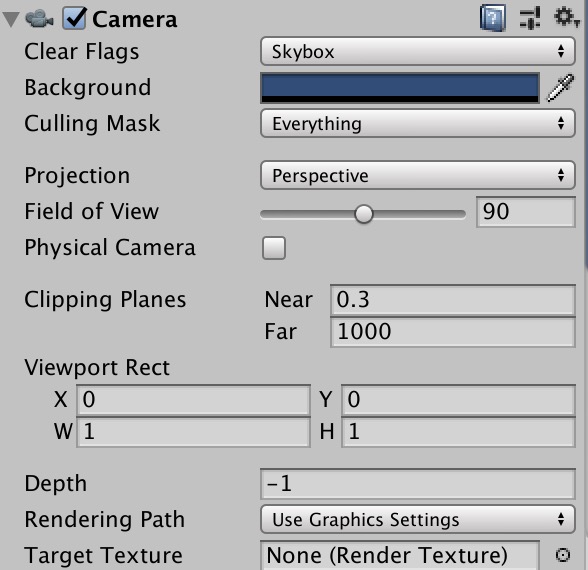 Camera
Clear Flags Skybox
Background
Culling Mask Everything
Projection Perspective
Field of View 90
Physical Camera
Clipping Planes Near 0.3
Far 1000
Viewport Rect
X 0 Y 0
W 1 H 1
Depth -1
Rendering Path Use Graphics Settings
Target Texture None (Render Texture)